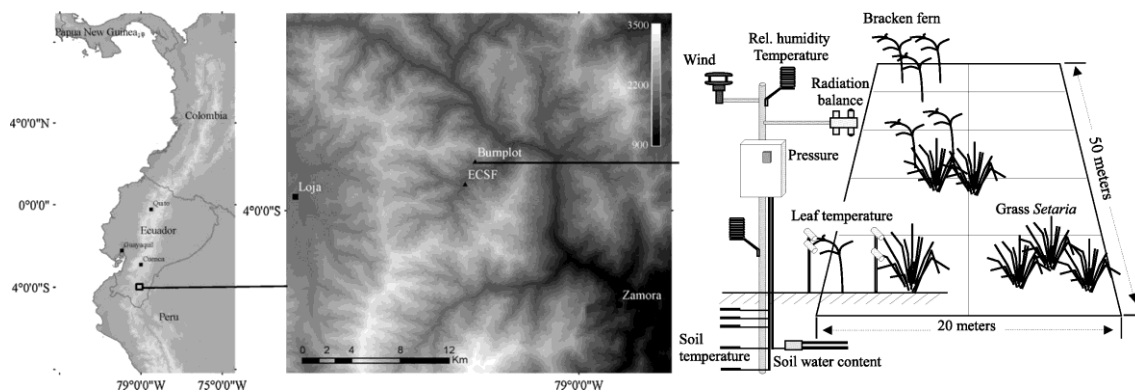 Papua New Guinea
Colombia
4°0'0"N
0°0'0"
4°0'0"S
Quito
Ecuador
Guayaquil
Cuenca
Peru
79°0'0"W
75°0'0"W
3500
2200
900
Burnplot
ECSF
Loja
4°0'0"S
Zamora
0 2 4 8 12
Km
79°0'0"W
Bracken fern
Rel. humidity
Temperature
Wind
Radiation
balance
Pressure
50 meters
Leaf temperature
Grass Setaria
20 meters
Soil
temperature
Soil water content